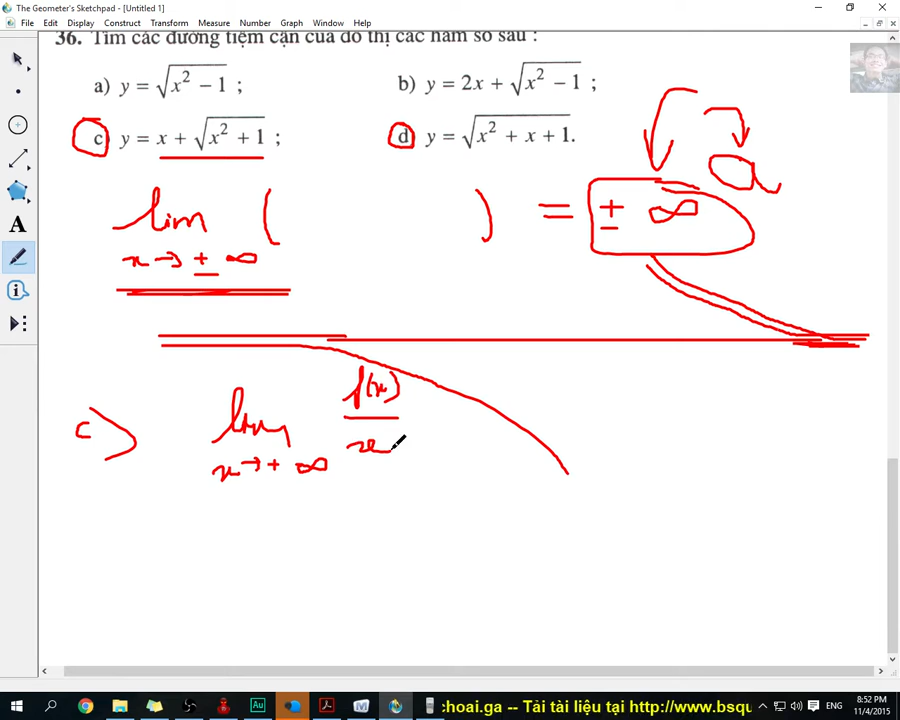 The Geometer's Sketchpad - [Untitled 1]
File Edit Display Construct Transform Measure Number Graph Window Help
36. Tìm các đường tiệm cận của đồ thị các hàm số sau :
a) y = √(x² − 1) ; b) y = 2x + √(x² − 1) ;
c) y = x + √(x² + 1) ; d) y = √(x² + x + 1).
a
lim ( ) = ± ∞
x → ± ∞
c) lim f(x)/x
x → + ∞
8:52 PM
choai.ga -- Tải tài liệu tại http://www.bsqu
11/4/2015